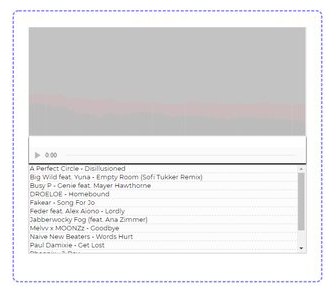 0:00
A Perfect Circle - Disillusioned
Big Wild feat. Yuna - Empty Room (Sofi Tukker Remix)
Busy P - Genie feat. Mayer Hawthorne
DROELOE - Homebound
Fakear - Song For Jo
Feder feat. Alex Aiono - Lordly
Jabberwocky Fog (feat. Ana Zimmer)
Melvv x MOONZz - Goodbye
Naive New Beaters - Words Hurt
Paul Damixie - Get Lost